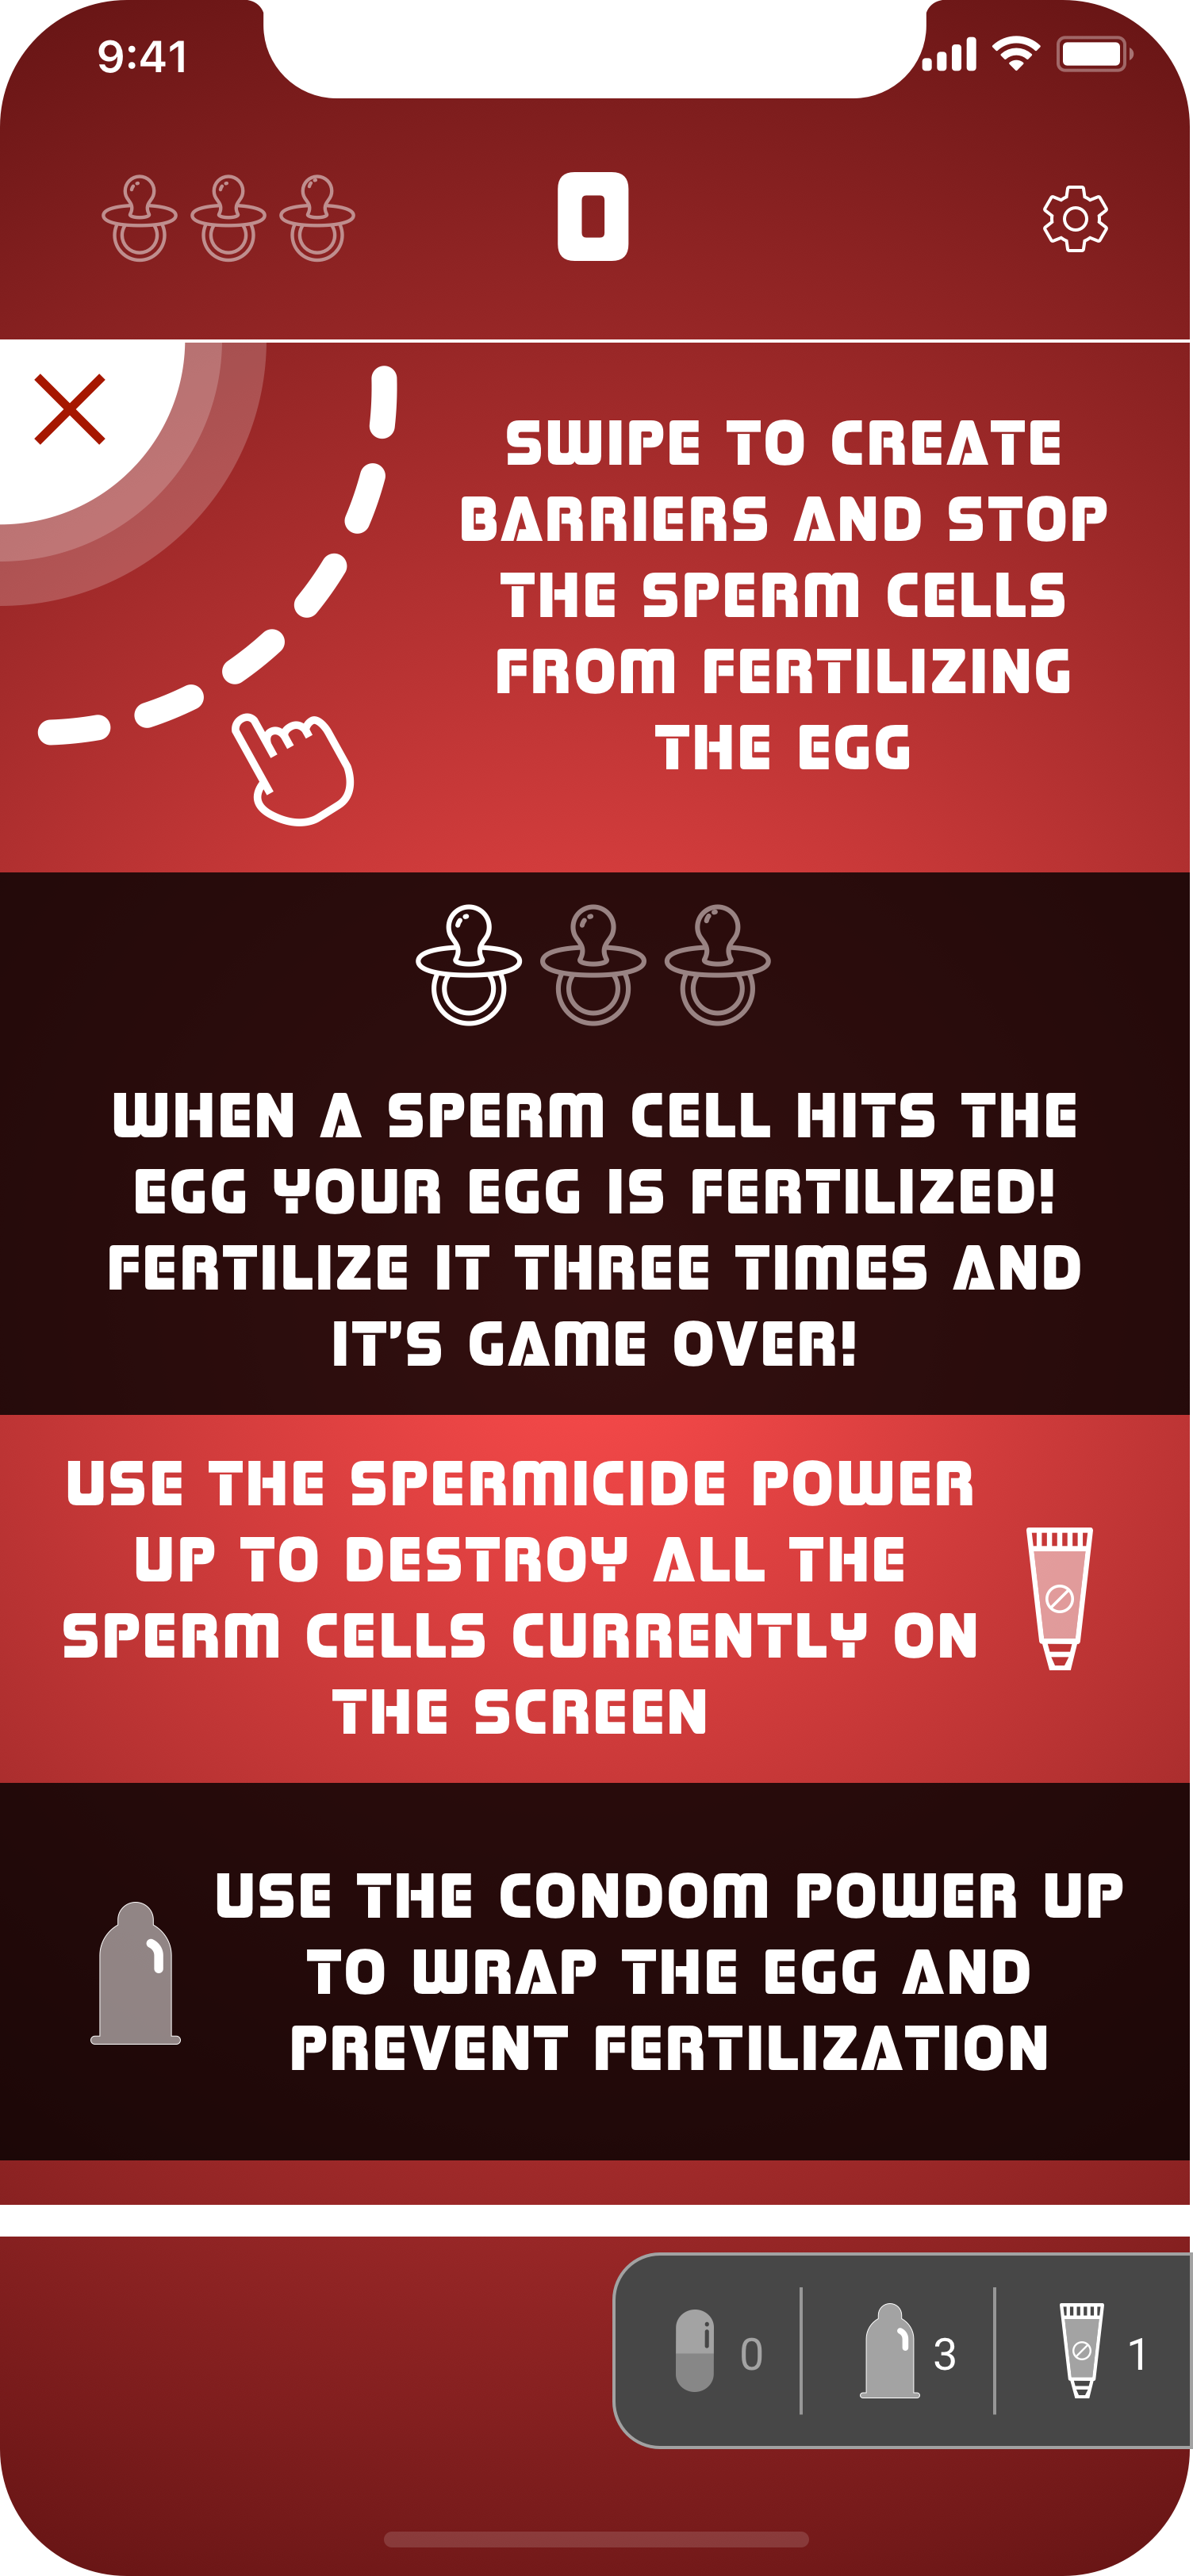 9:41
0
SWIPE TO CREATE
BARRIERS AND STOP
THE SPERM CELLS
FROM FERTILIZING
THE EGG
WHEN A SPERM CELL HITS THE
EGG YOUR EGG IS FERTILIZED!
FERTILIZE IT THREE TIMES AND
IT'S GAME OVER!
USE THE SPERMICIDE POWER
UP TO DESTROY ALL THE
SPERM CELLS CURRENTLY ON
THE SCREEN
USE THE CONDOM POWER UP
TO WRAP THE EGG AND
PREVENT FERTILIZATION
0 3 1